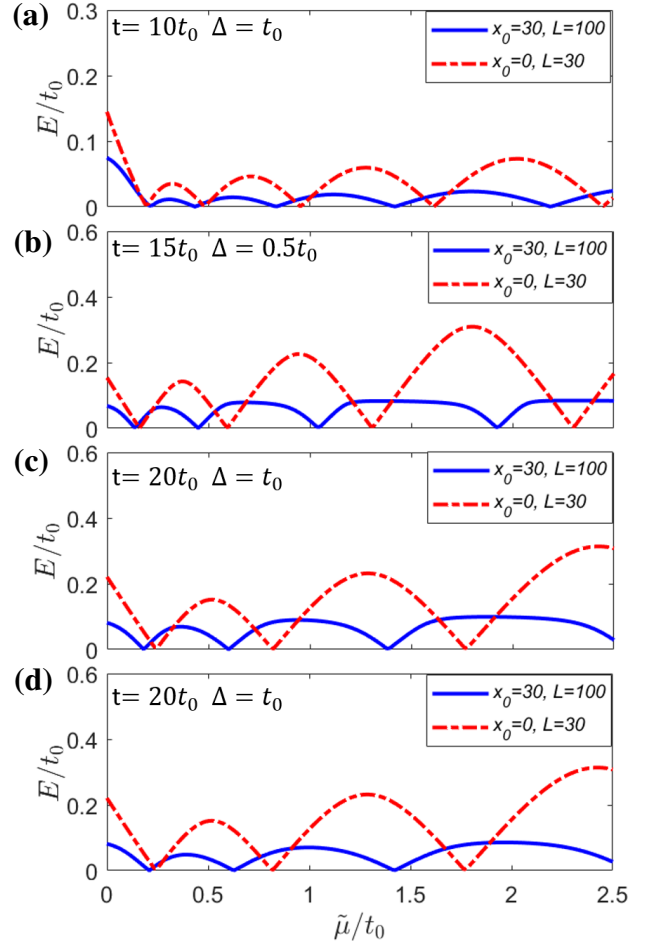 (a)
t= 10t₀ Δ = t₀
x₀=30, L=100
x₀=0, L=30
E/t₀
0.3
0.2
0.1
0
(b)
t= 15t₀ Δ = 0.5t₀
x₀=30, L=100
x₀=0, L=30
E/t₀
0.6
0.4
0.2
0
(c)
t= 20t₀ Δ = t₀
x₀=30, L=100
x₀=0, L=30
E/t₀
0.6
0.4
0.2
0
(d)
t= 20t₀ Δ = t₀
x₀=30, L=100
x₀=0, L=30
E/t₀
0.6
0.4
0.2
0
0 0.5 1 1.5 2 2.5
μ̃/t₀